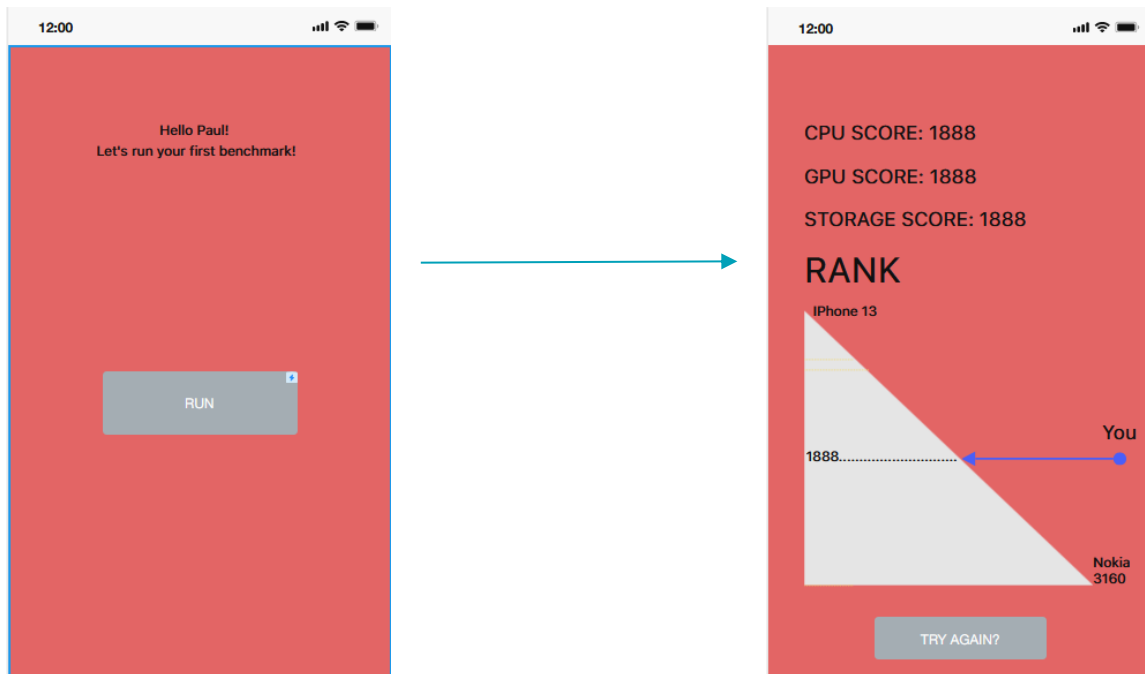 12:00
Hello Paul!
Let's run your first benchmark!
RUN
12:00
CPU SCORE: 1888
GPU SCORE: 1888
STORAGE SCORE: 1888
RANK
IPhone 13
You
1888.............................
Nokia
3160
TRY AGAIN?